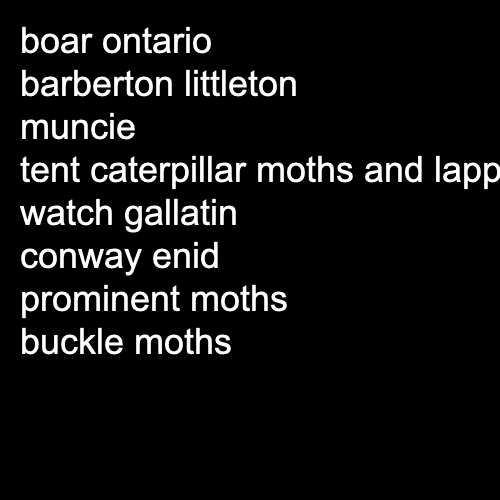 boar ontario
barberton littleton
muncie
tent caterpillar moths and lapp
watch gallatin
conway enid
prominent moths
buckle moths